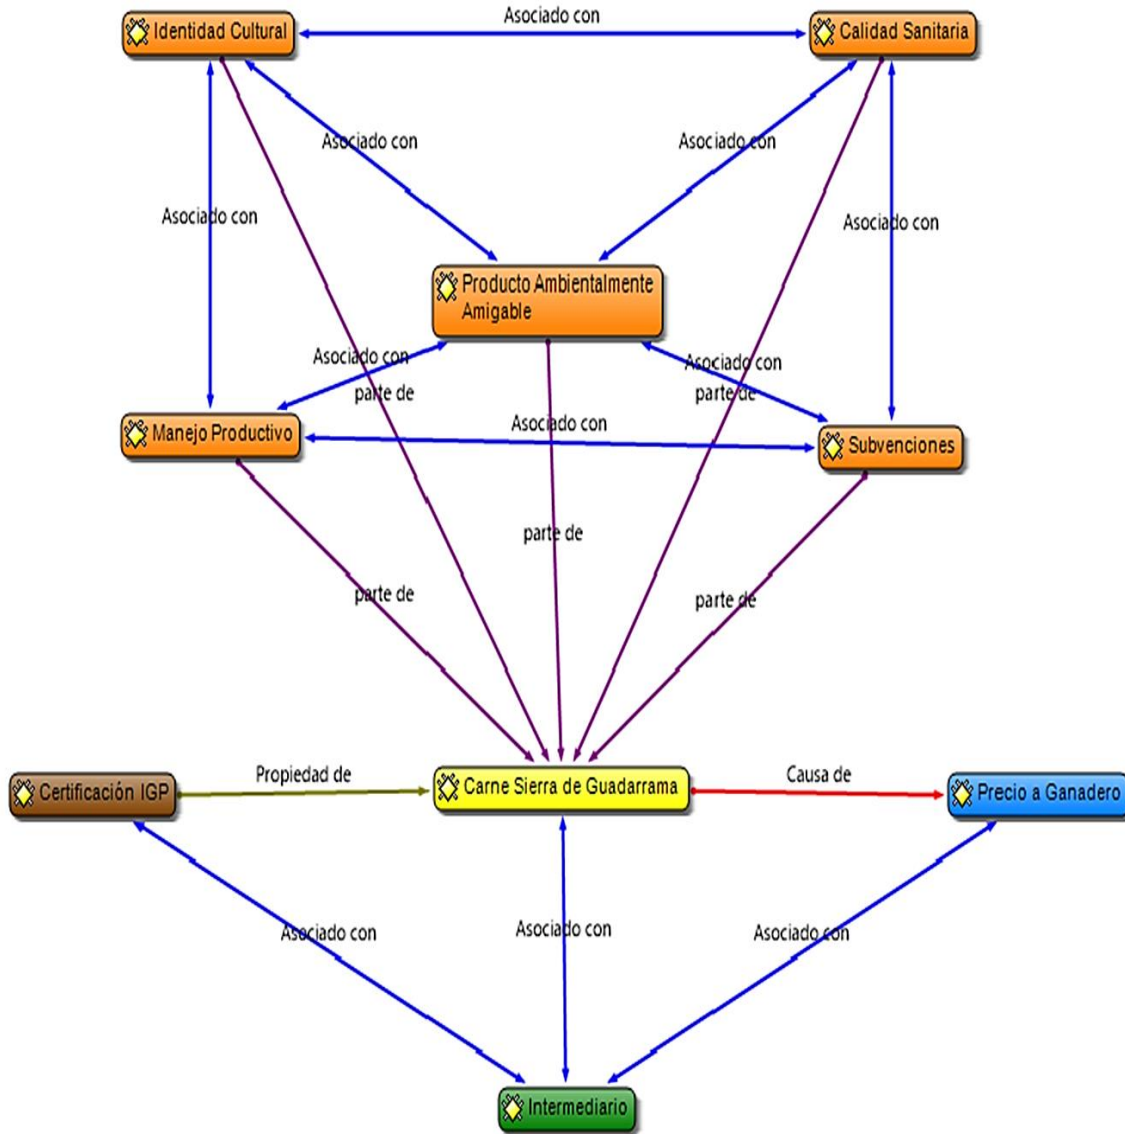 Asociado con
Identidad Cultural
Calidad Sanitaria
Asociado con
Asociado con
Asociado con
Asociado con
Producto Ambientalmente
Amigable
Asociado con
Asociado con
parte de
parte de
Manejo Productivo
Asociado con
Subvenciones
parte de
parte de
parte de
Propiedad de
Causa de
Certificación IGP
Carne Sierra de Guadarrama
Precio a Ganadero
Asociado con
Asociado con
Asociado con
Intermediario